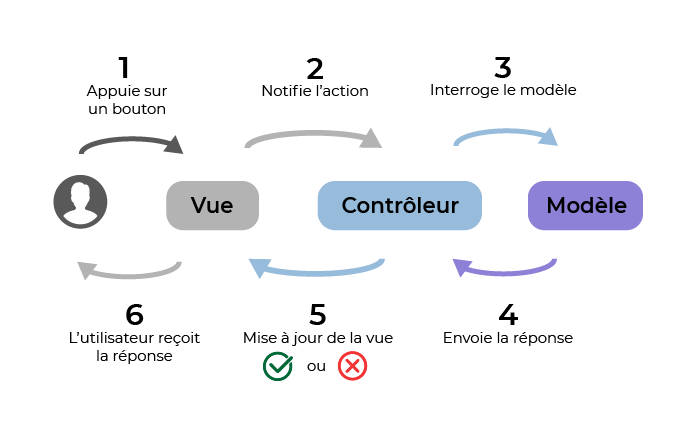 1
Appuie sur
un bouton
2
Notifie l'action
3
Interroge le modèle
Vue
Contrôleur
Modèle
6
L'utilisateur reçoit
la réponse
5
Mise à jour de la vue
ou
4
Envoie la réponse